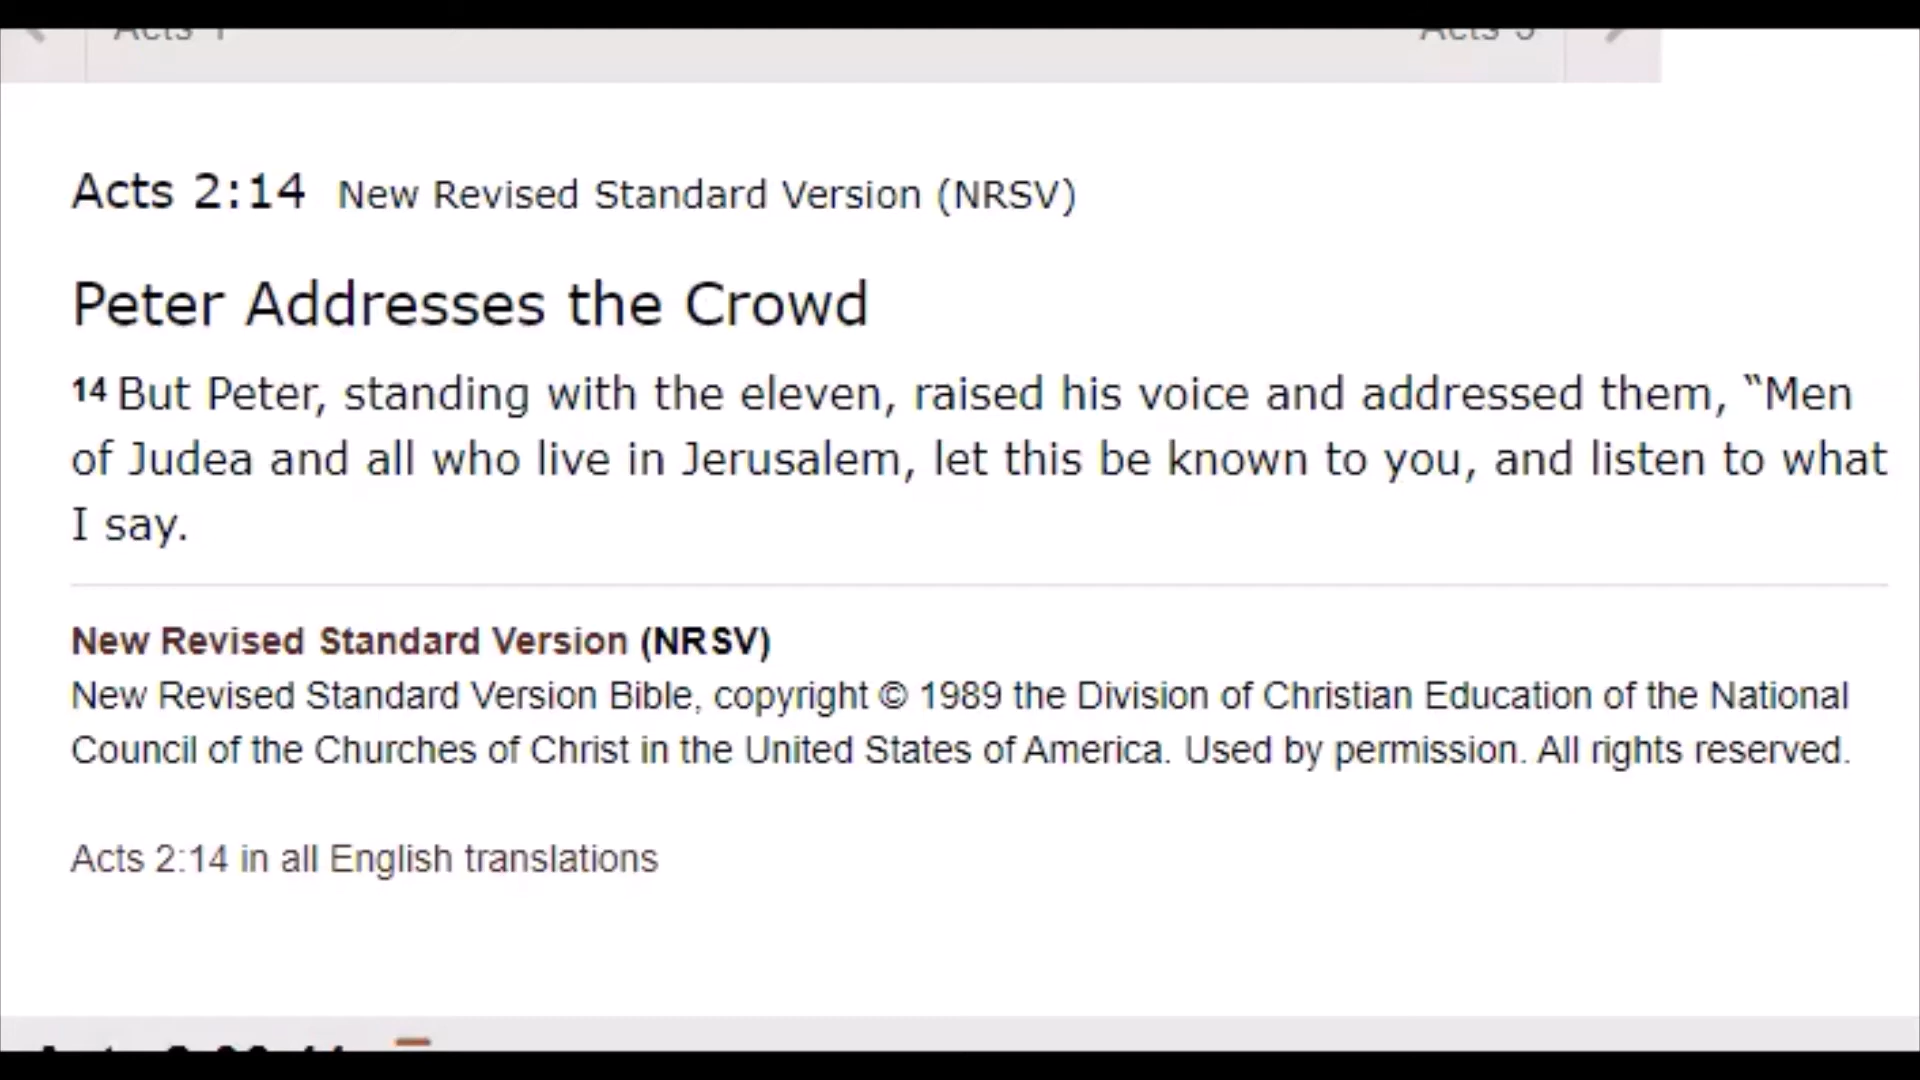 Acts 1
Acts 3
Acts 2:14 New Revised Standard Version (NRSV)
Peter Addresses the Crowd
14 But Peter, standing with the eleven, raised his voice and addressed them, “Men
of Judea and all who live in Jerusalem, let this be known to you, and listen to what
I say.
New Revised Standard Version (NRSV)
New Revised Standard Version Bible, copyright © 1989 the Division of Christian Education of the National
Council of the Churches of Christ in the United States of America. Used by permission. All rights reserved.
Acts 2:14 in all English translations